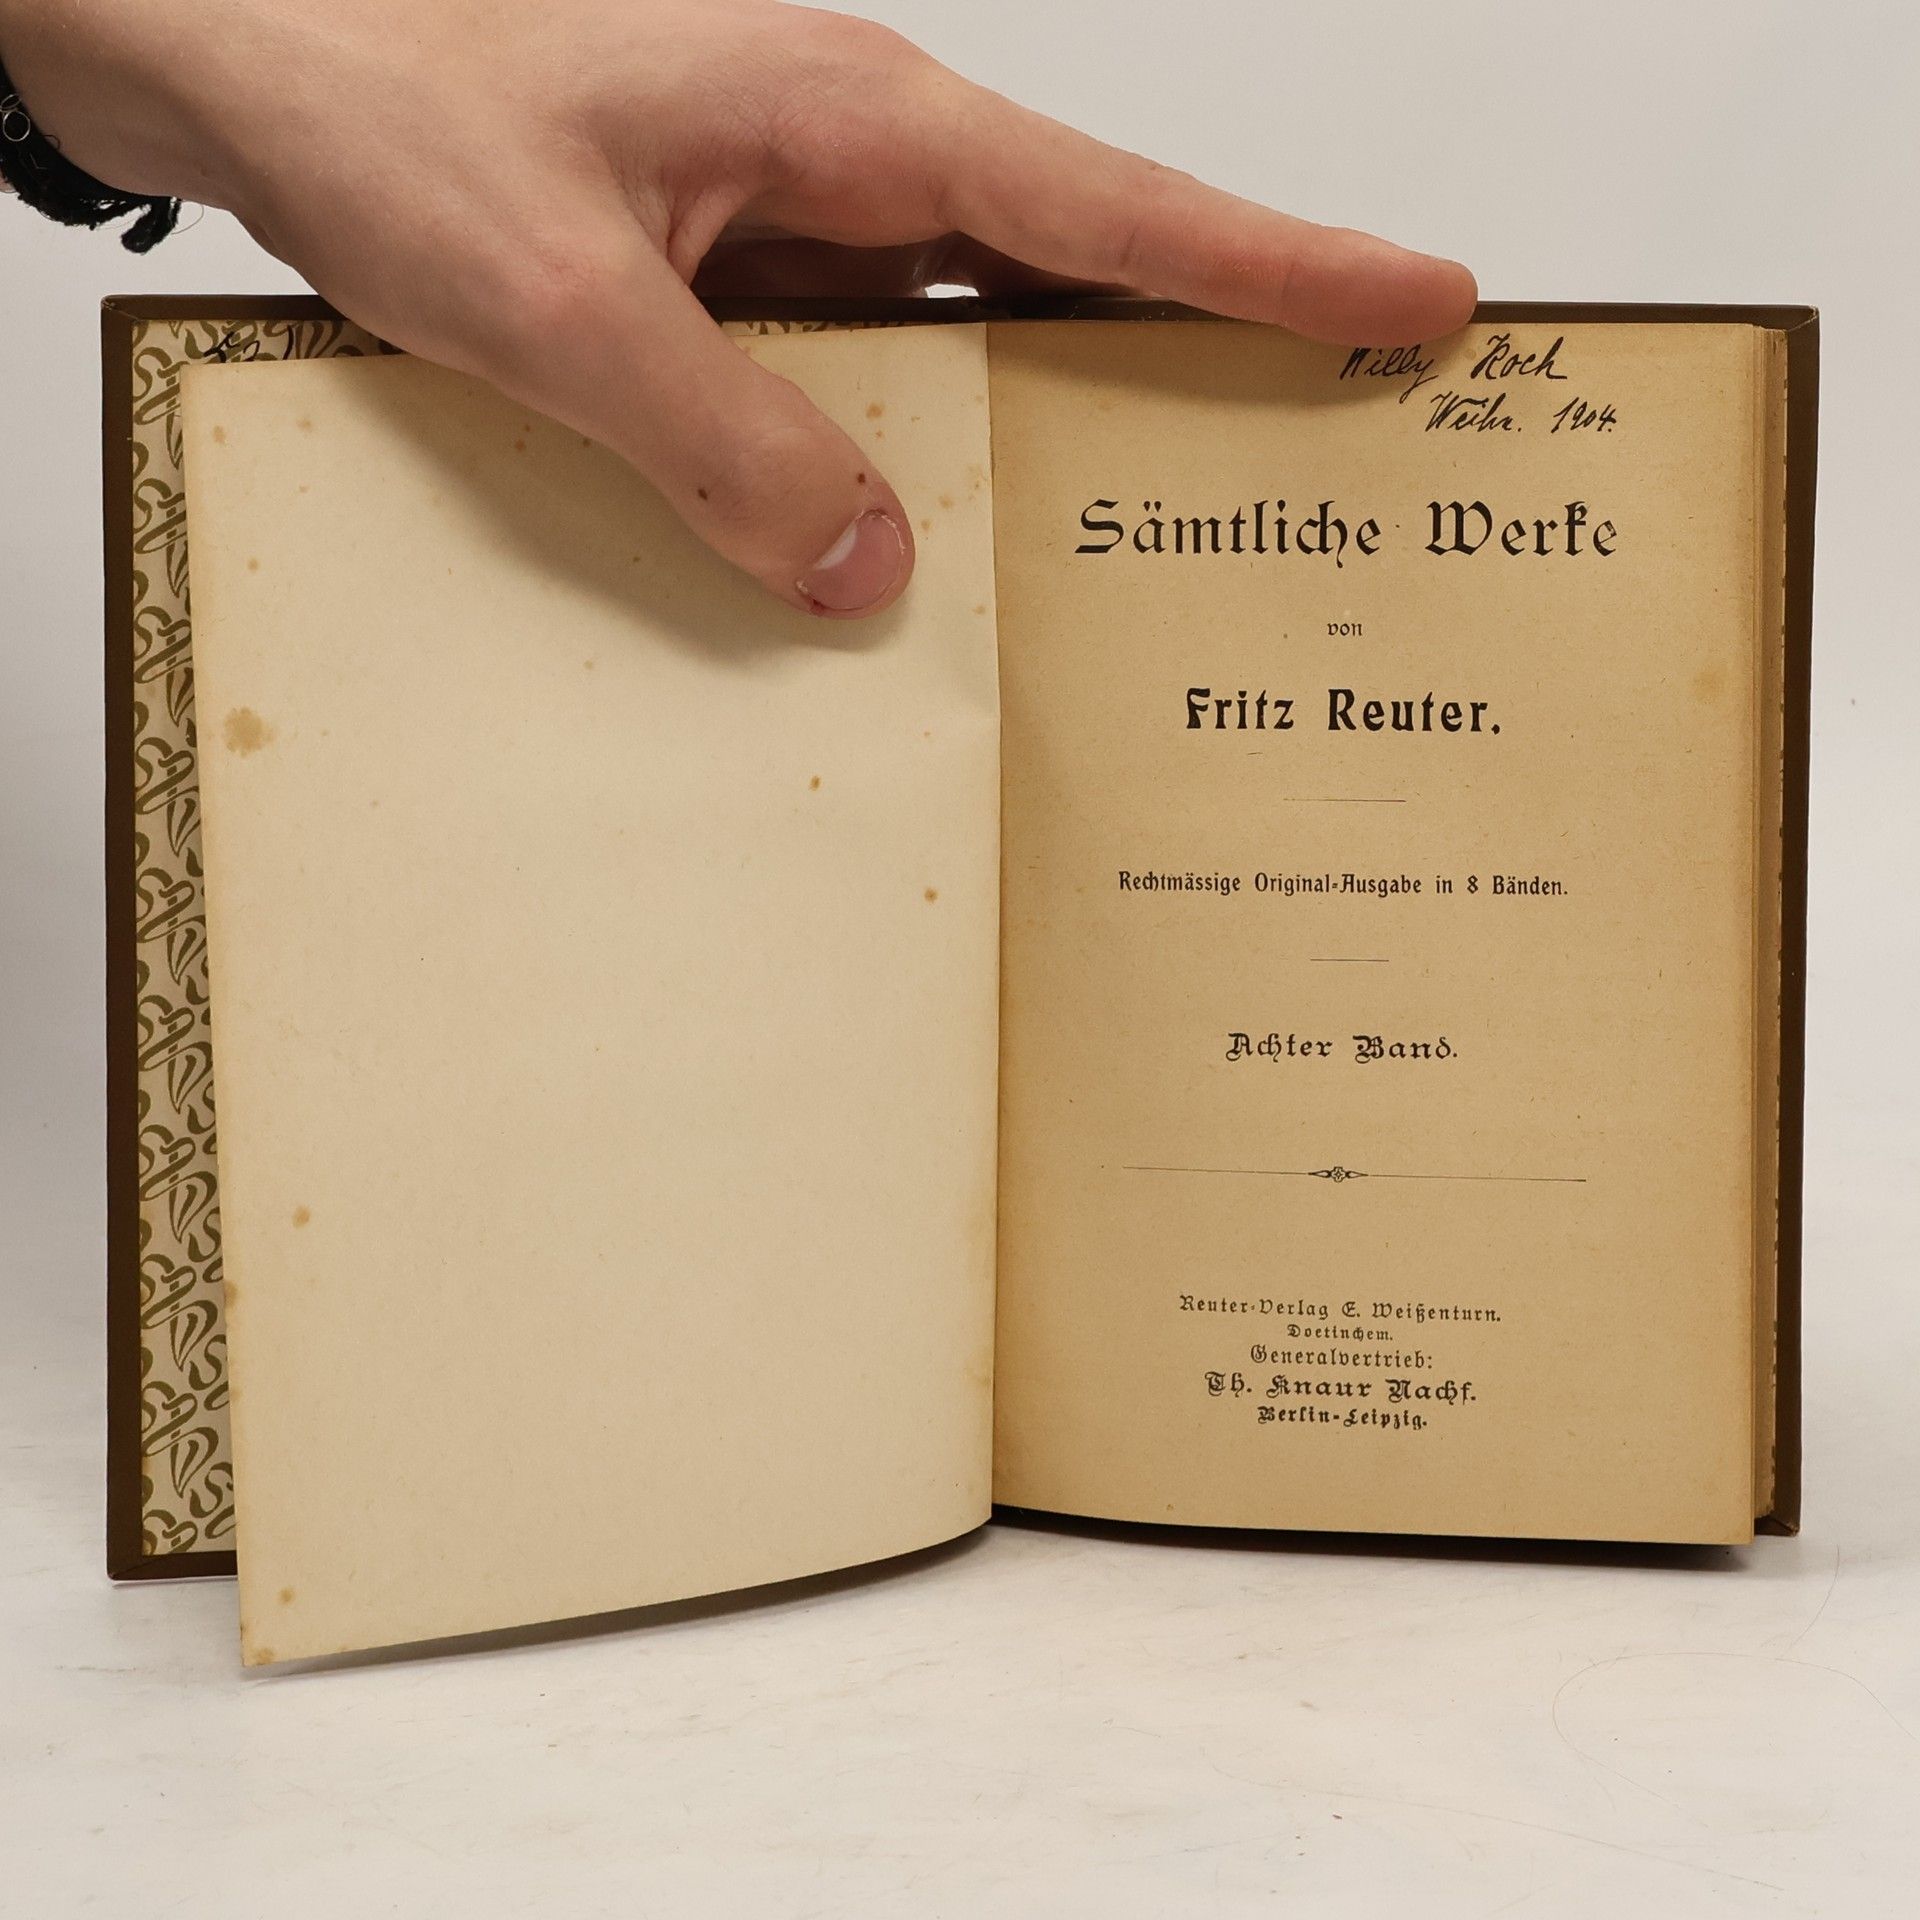 Willy Koch
Weihn. 1904.
Sämtliche Werke
von
Fritz Reuter.
Rechtmässige Original-Ausgabe in 8 Bänden.
Achter Band.
Reuter-Verlag E. Weißenturn.
Doetinchem.
Generalvertrieb:
Th. Knaur Nachf.
Berlin-Leipzig.